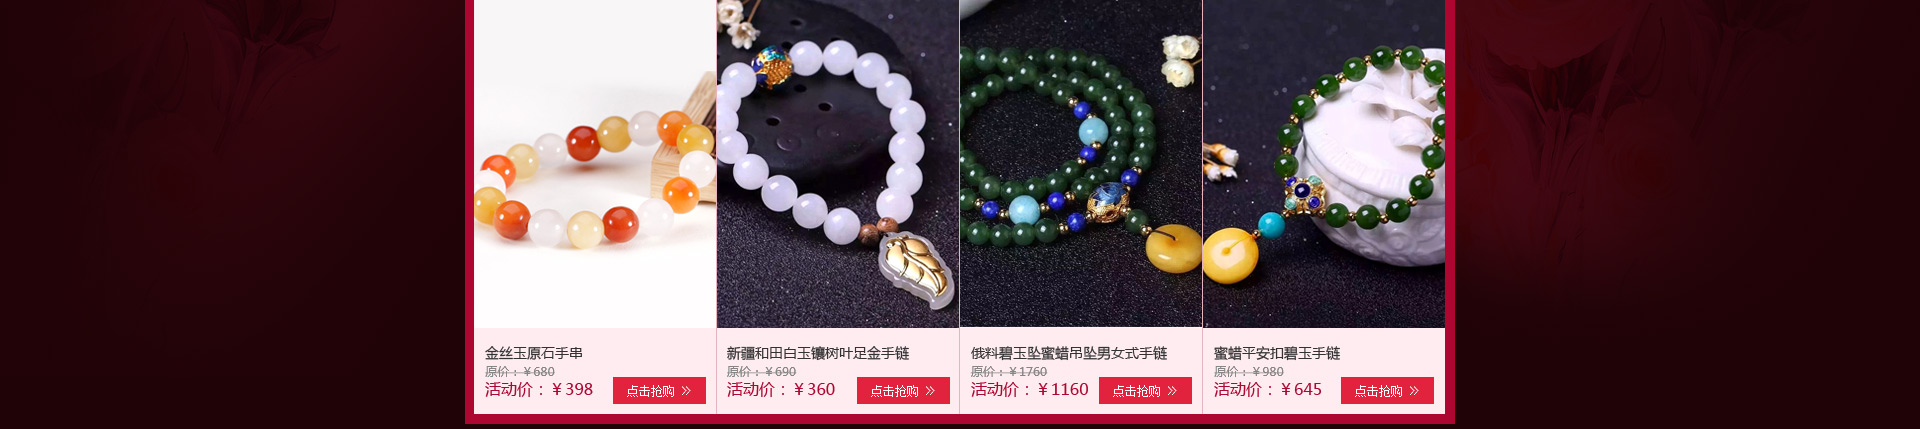 金丝玉原石手串
原价：￥680
活动价：￥398
点击抢购 »
新疆和田白玉镶树叶足金手链
原价：￥690
活动价：￥360
点击抢购 »
俄料碧玉坠蜜蜡吊坠男女式手链
原价：￥1760
活动价：￥1160
点击抢购 »
蜜蜡平安扣碧玉手链
原价：￥980
活动价：￥645
点击抢购 »